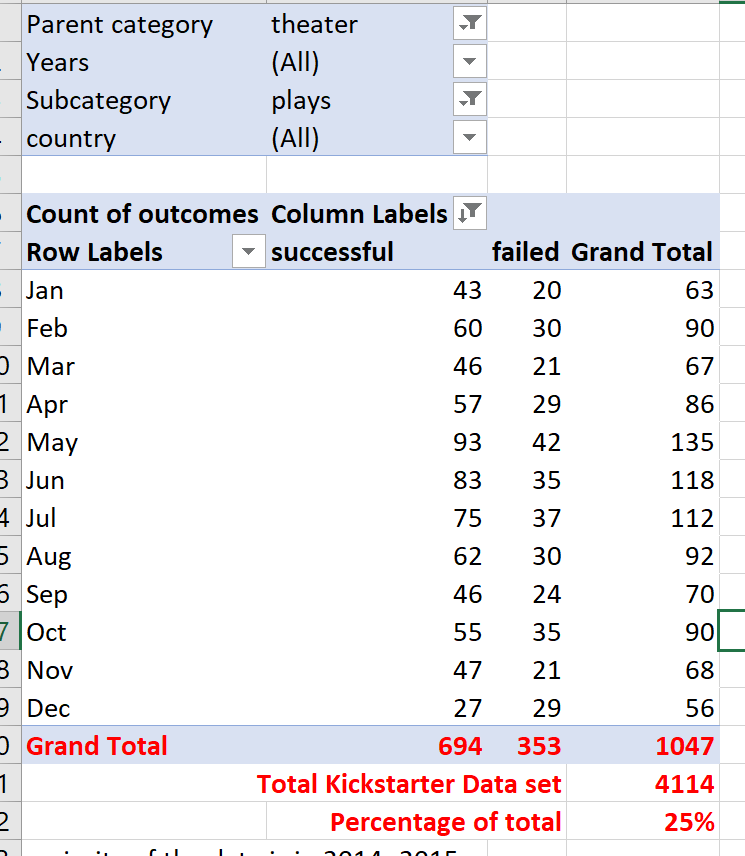 Parent category theater
Years (All)
Subcategory plays
country (All)
Count of outcomes Column Labels
Row Labels successful failed Grand Total
Jan 43 20 63
Feb 60 30 90
Mar 46 21 67
Apr 57 29 86
May 93 42 135
Jun 83 35 118
Jul 75 37 112
Aug 62 30 92
Sep 46 24 70
Oct 55 35 90
Nov 47 21 68
Dec 27 29 56
Grand Total 694 353 1047
Total Kickstarter Data set 4114
Percentage of total 25%